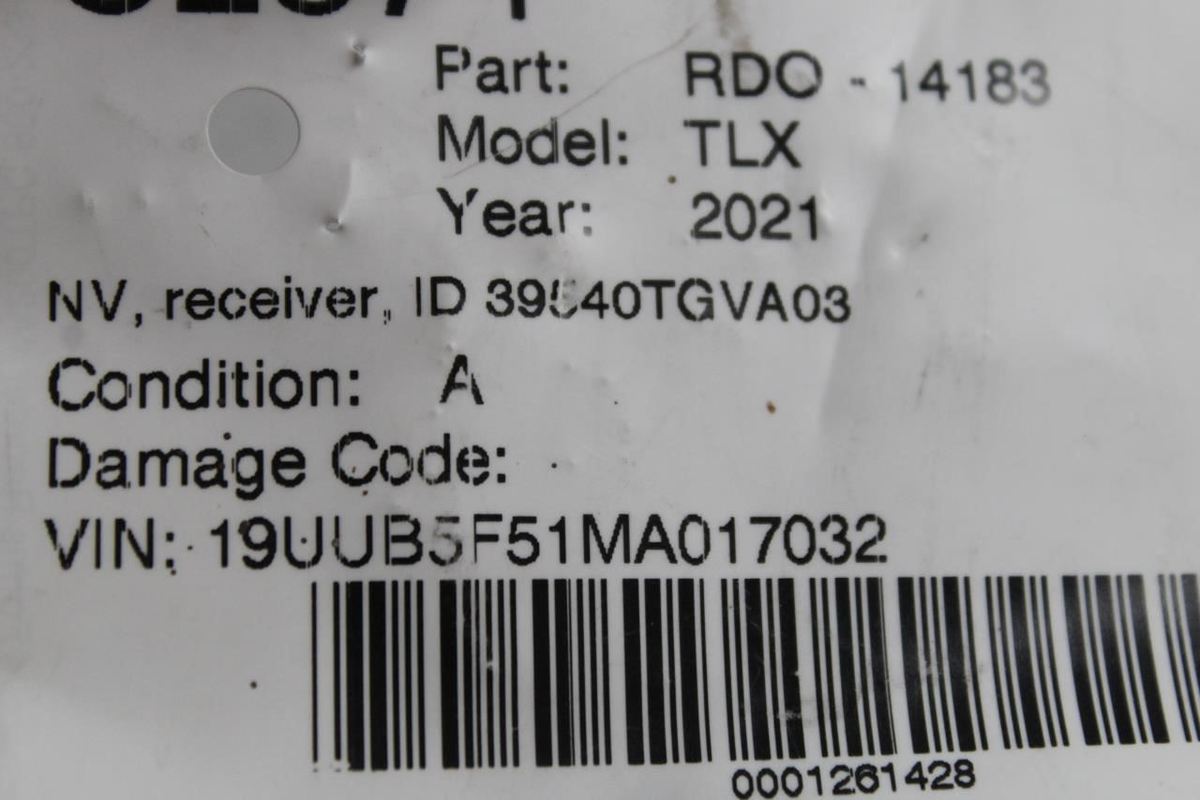 Part: RDO - 14183
Model: TLX
Year: 2021
NV, receiver,, ID 39540TGVA03
Condition: A
Damage Code:
VIN: 19UUB5F51MA017032
0001261428